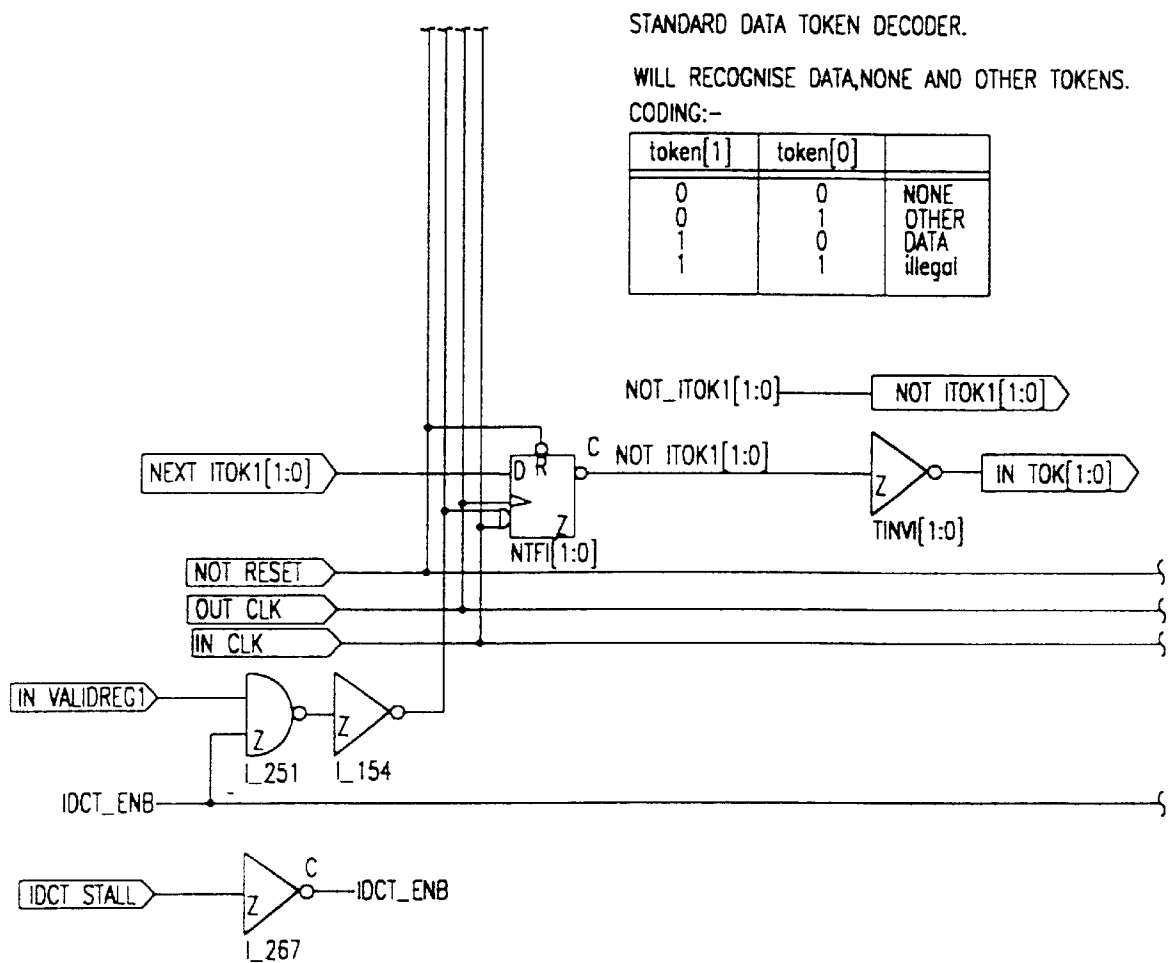 STANDARD DATA TOKEN DECODER.
WILL RECOGNISE DATA,NONE AND OTHER TOKENS.
CODING:-
token[1] token[0]
0 0 NONE
0 1 OTHER
1 0 DATA
1 1 illegal
NOT_ITOK1[1:0] NOT ITOK1[1:0]
NEXT ITOK1[1:0] D R C NOT ITOK1[1:0] Z IN TOK[1:0]
Z
NTFI[1:0] TINVI[1:0]
NOT RESET
OUT CLK
IN CLK
IN VALIDREG1
Z Z
I_251 I_154
IDCT_ENB
C
IDCT STALL Z IDCT_ENB
I_267